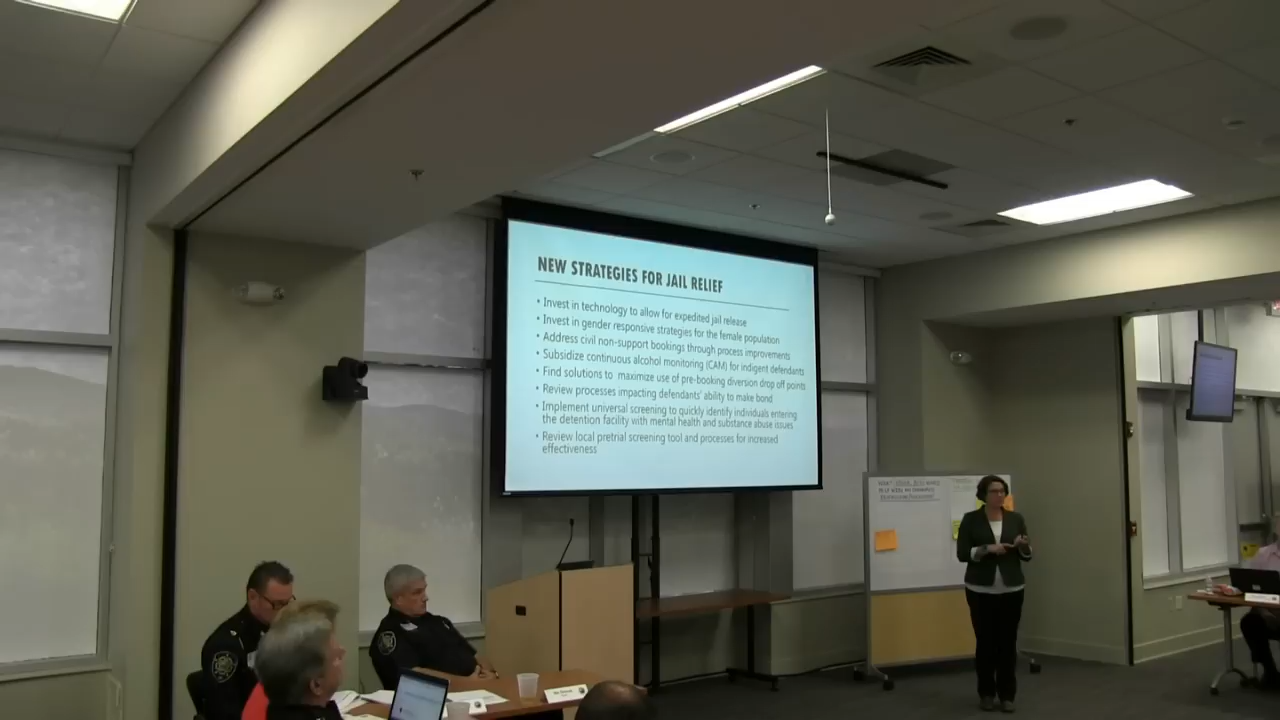 NEW STRATEGIES FOR JAIL RELIEF
• Invest in technology to allow for expedited jail release
• Invest in gender responsive strategies for the female population
• Address civil non-support bookings through process improvements
• Subsidize continuous alcohol monitoring (CAM) for indigent defendants
• Find solutions to maximize use of pre-booking diversion drop off points
• Review processes impacting defendants' ability to make bond
• Implement universal screening to quickly identify individuals entering
the detention facility with mental health and substance abuse issues
• Review local pretrial screening tool and processes for increased
effectiveness